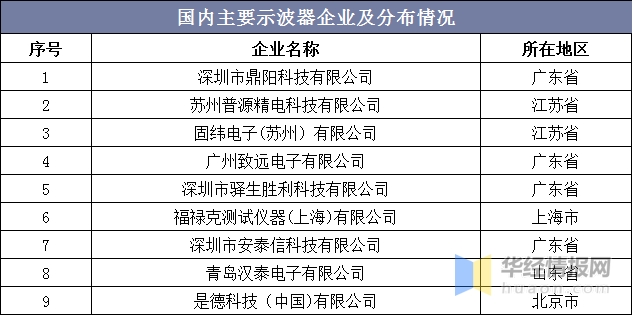 国内主要示波器企业及分布情况
序号 企业名称 所在地区
1 深圳市鼎阳科技有限公司 广东省
2 苏州普源精电科技有限公司 江苏省
3 固纬电子(苏州)有限公司 江苏省
4 广州致远电子有限公司 广东省
5 深圳市驿生胜利科技有限公司 广东省
6 福禄克测试仪器(上海)有限公司 上海市
7 深圳市安泰信科技有限公司 广东省
8 青岛汉泰电子有限公司 山东省
9 是德科技(中国)有限公司 北京市
华经情报网
huaon.com